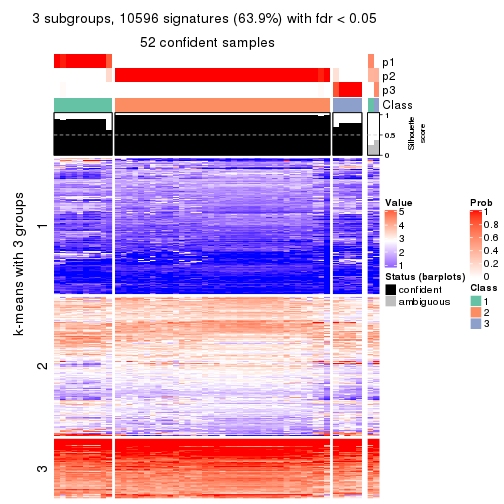 3 subgroups, 10596 signatures (63.9%) with fdr < 0.05
52 confident samples
p1
p2
p3
Class
1
0.5
0
Silhouette
score
k-means with 3 groups
1
2
3
Value
5
4
3
2
1
Status (barplots)
confident
ambiguous
Prob
1
0.8
0.6
0.4
0.2
0
Class
1
2
3